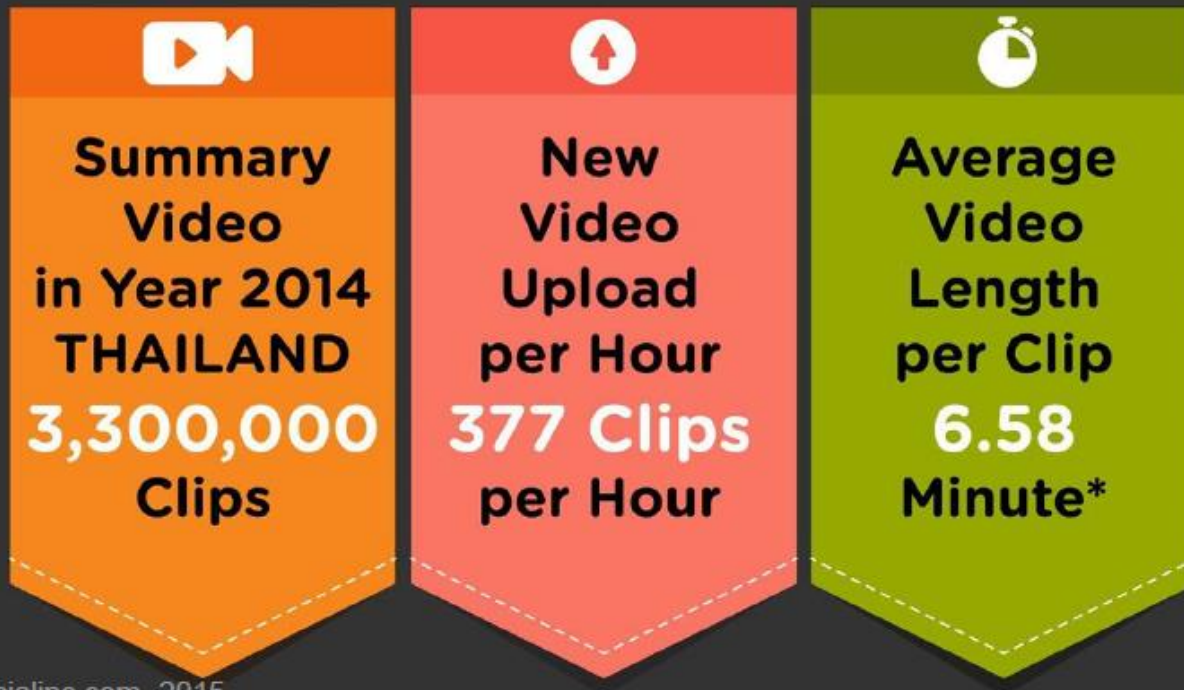 Summary
Video
in Year 2014
THAILAND
3,300,000
Clips
New
Video
Upload
per Hour
377 Clips
per Hour
Average
Video
Length
per Clip
6.58
Minute*
2015